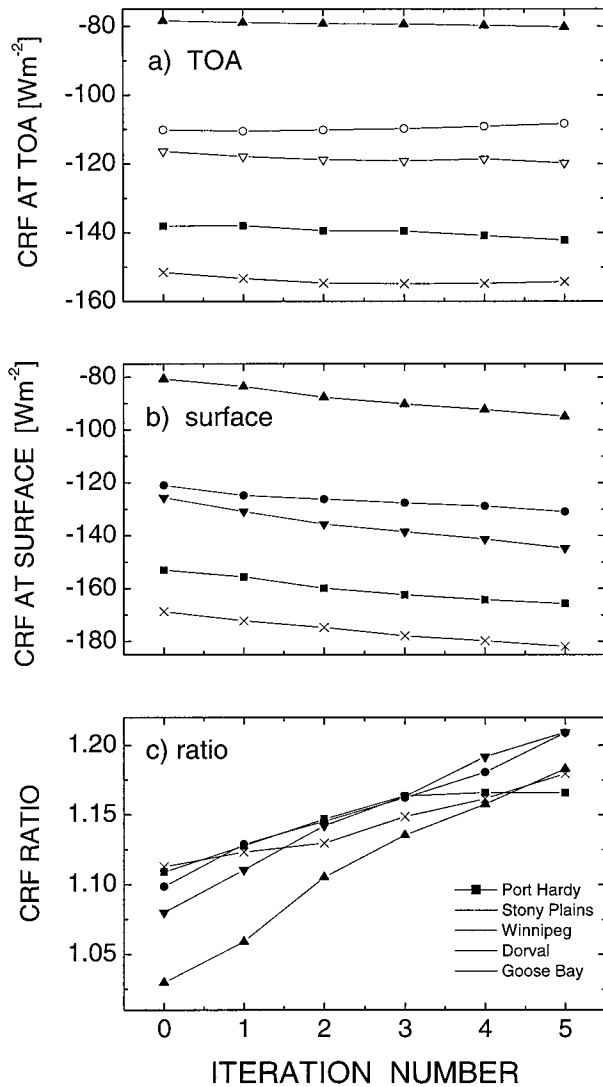 -80
-100
-120
-140
-160
CRF AT TOA [Wm-2]
a) TOA
-80
-100
-120
-140
-160
-180
CRF AT SURFACE [Wm-2]
b) surface
1.20
1.15
1.10
1.05
CRF RATIO
c) ratio
Port Hardy
Stony Plains
Winnipeg
Dorval
Goose Bay
0 1 2 3 4 5
ITERATION NUMBER